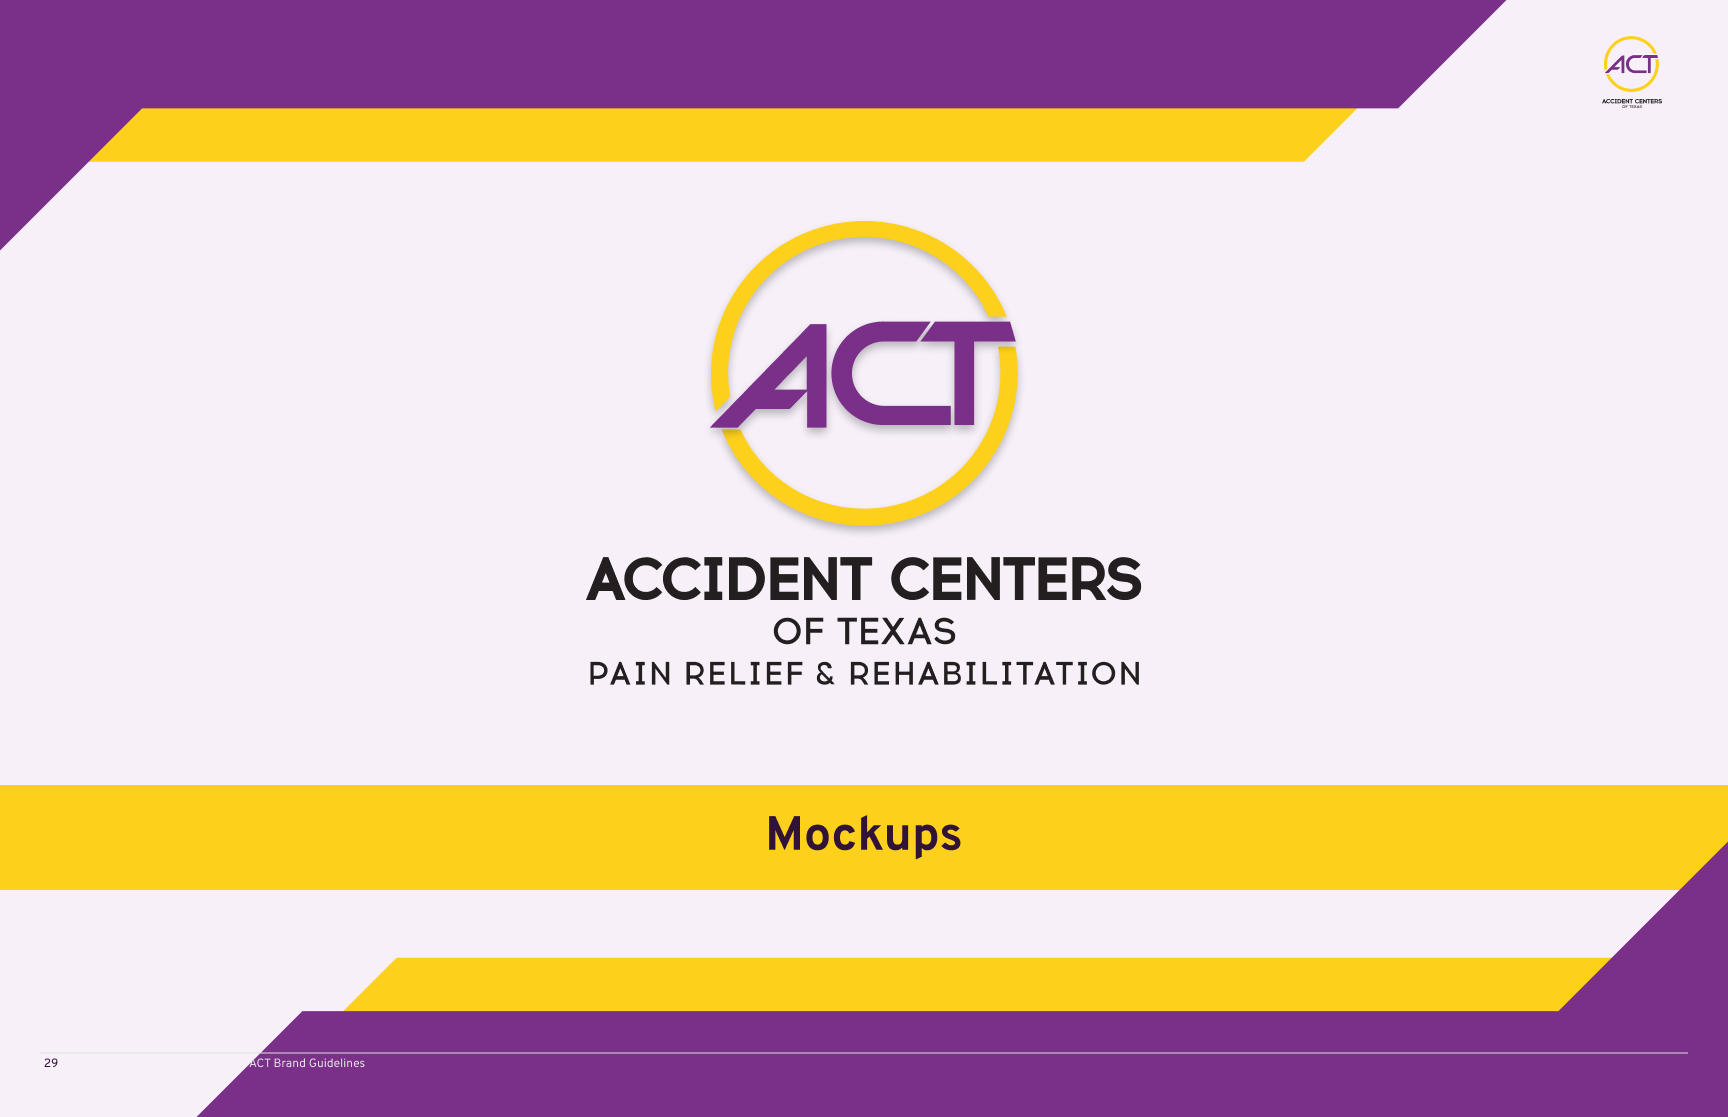 ACT
ACCIDENT CENTERS
OF TEXAS
ACT
ACCIDENT CENTERS
OF TEXAS
PAIN RELIEF & REHABILITATION
Mockups
29
ACT Brand Guidelines